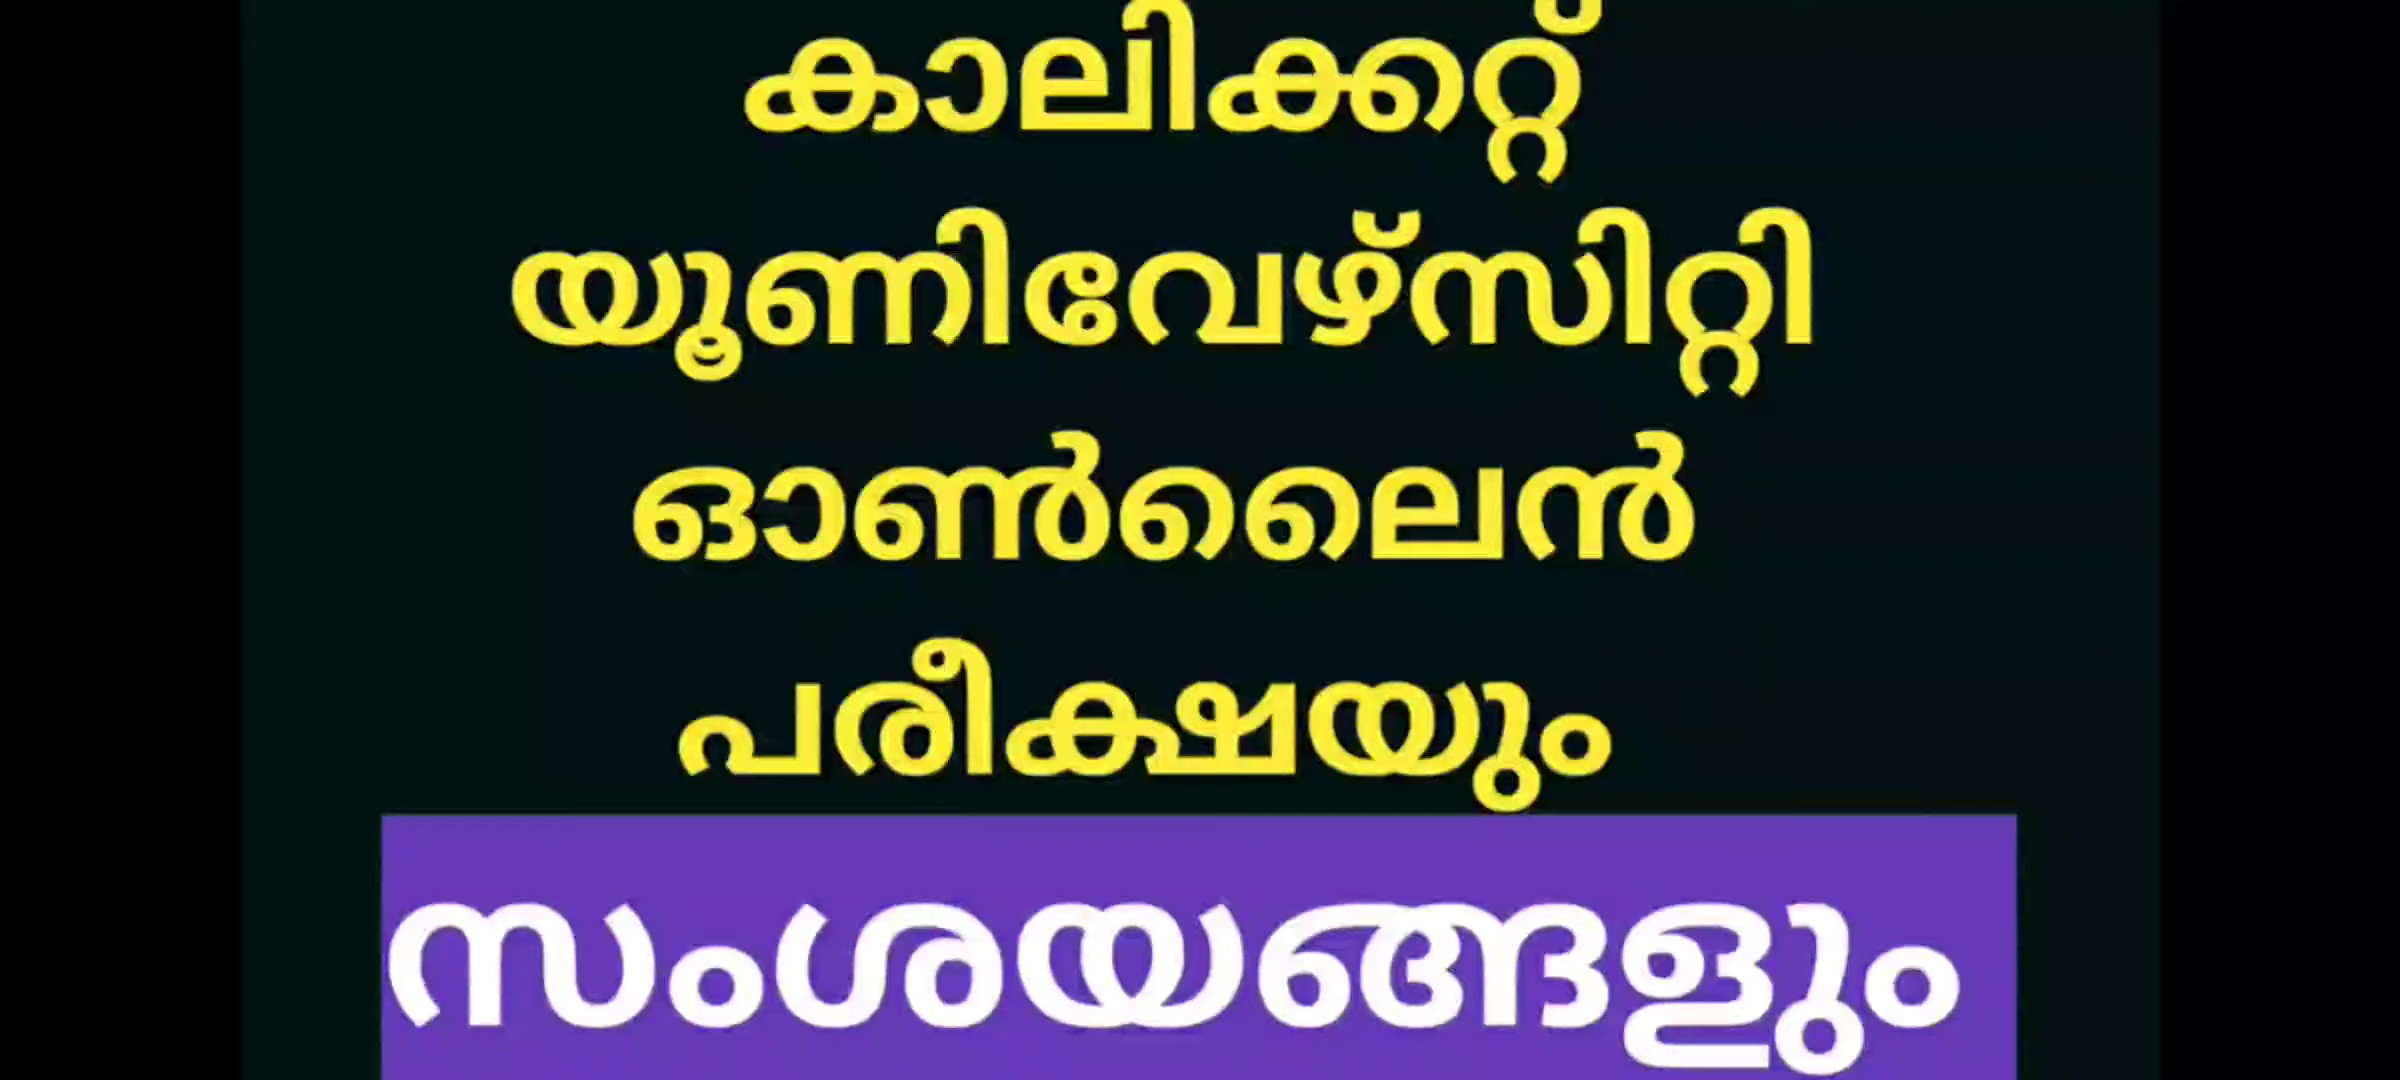 കാലിക്കറ്റ്
യൂണിവേഴ്സിറ്റി
ഓൺലൈൻ
പരീക്ഷയും
സംശയങ്ങളും